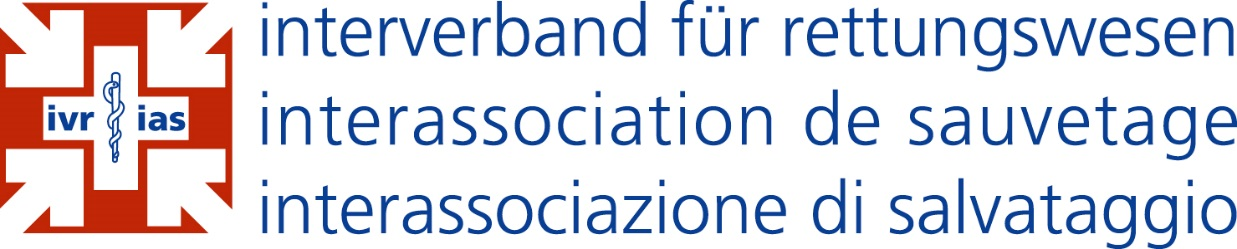 ivr ias
interverband für rettungswesen
interassociation de sauvetage
interassociazione di salvataggio